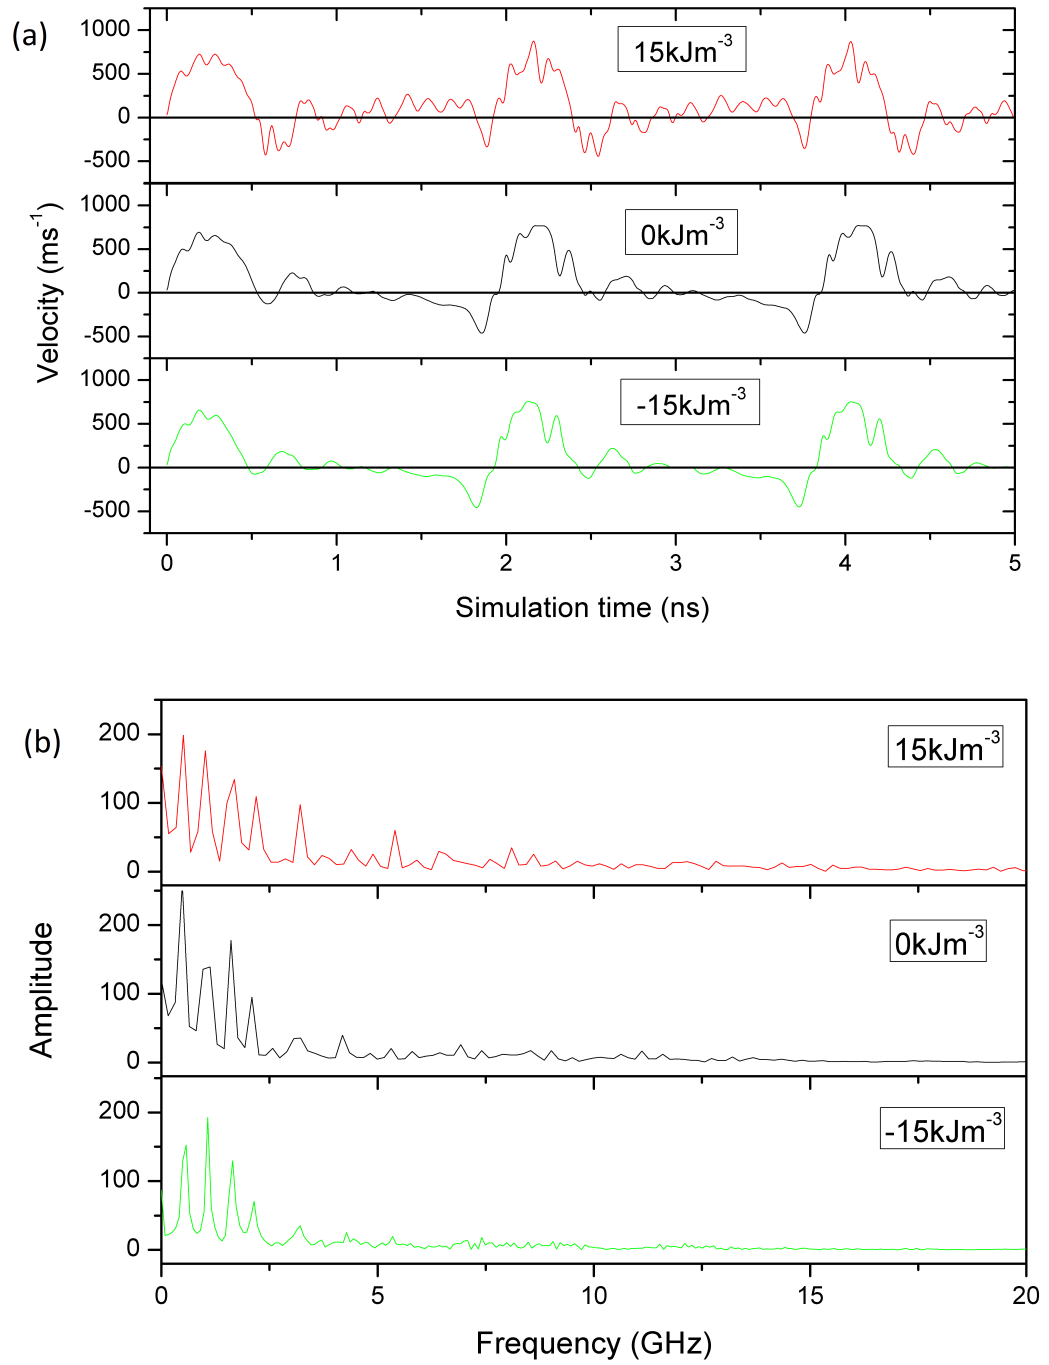 (a)
15kJm⁻³
1000
500
0
-500
0kJm⁻³
1000
500
0
-500
-15kJm⁻³
1000
500
0
-500
Velocity (ms⁻¹)
0 1 2 3 4 5
Simulation time (ns)
(b)
15kJm⁻³
200
100
0
0kJm⁻³
200
100
0
-15kJm⁻³
200
100
0
Amplitude
0 5 10 15 20
Frequency (GHz)